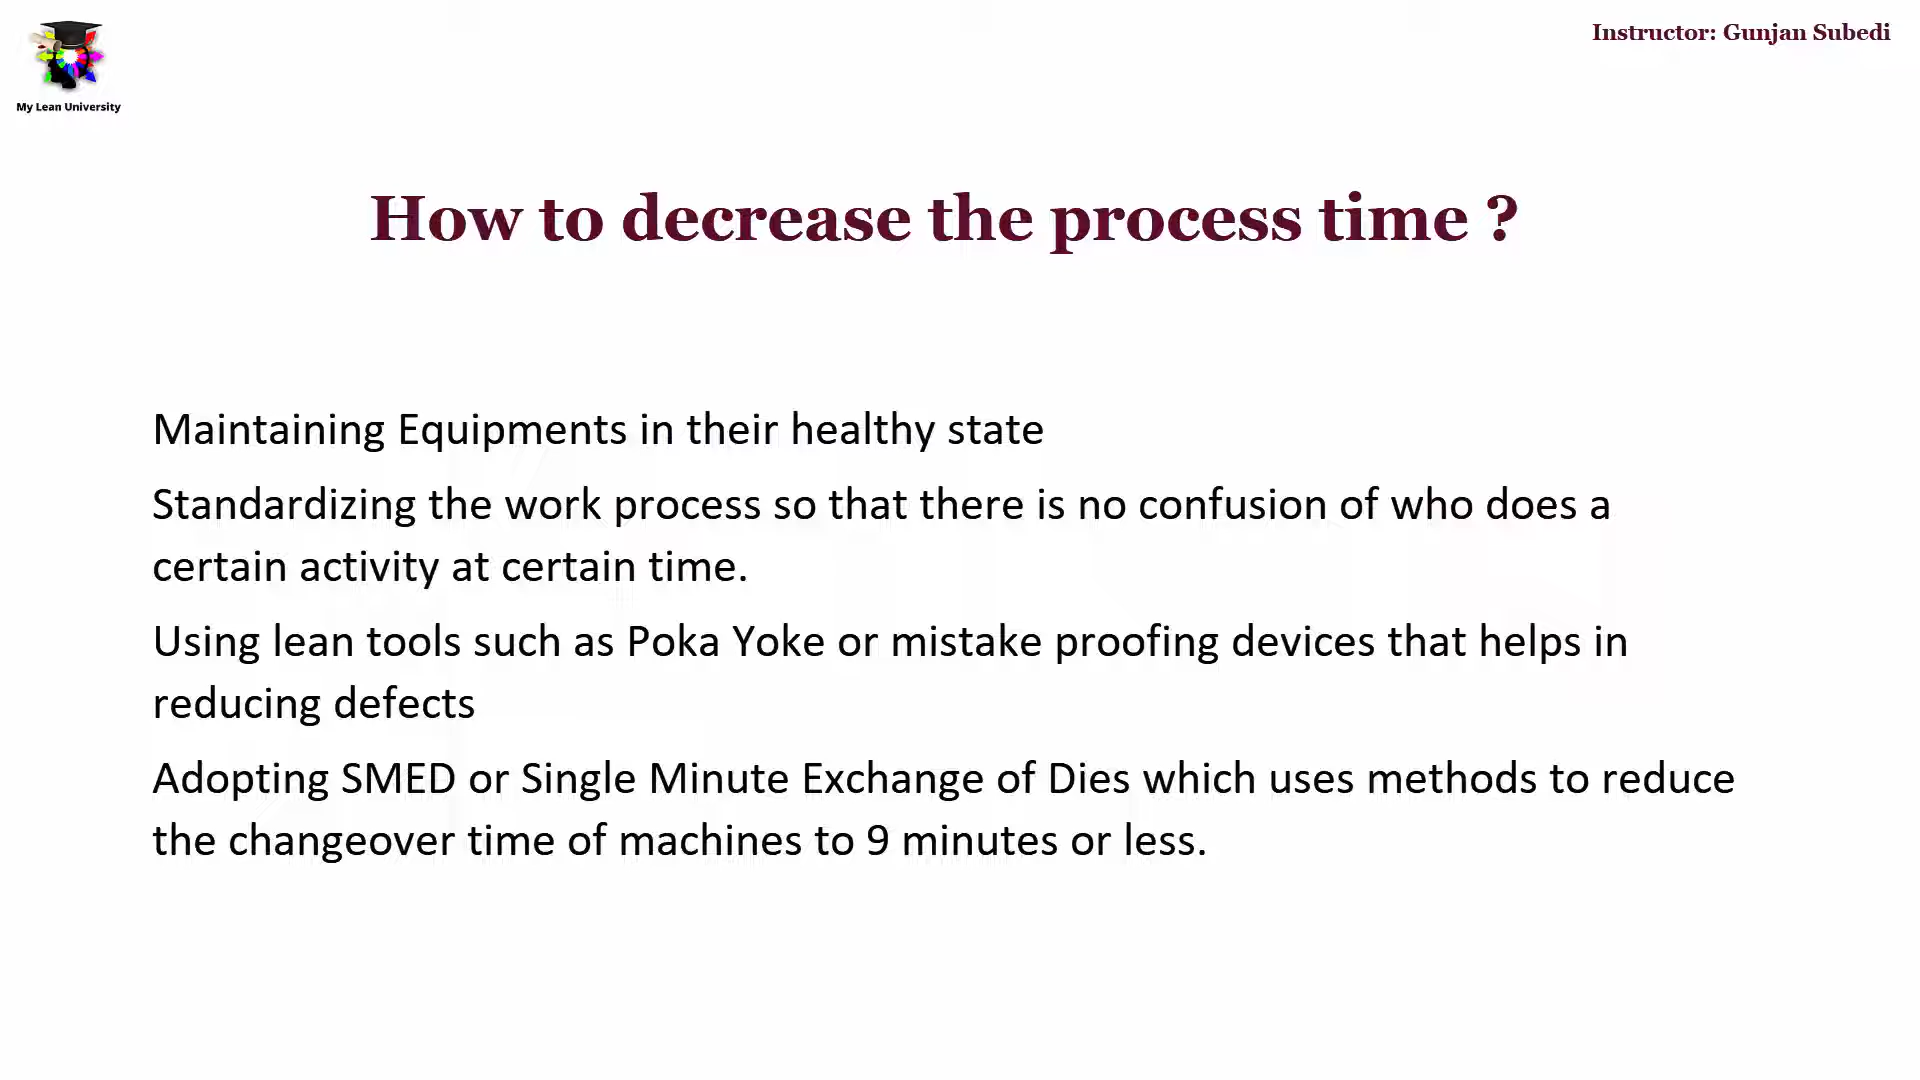 Instructor: Gunjan Subedi
My Lean University
How to decrease the process time ?
Maintaining Equipments in their healthy state
Standardizing the work process so that there is no confusion of who does a
certain activity at certain time.
Using lean tools such as Poka Yoke or mistake proofing devices that helps in
reducing defects
Adopting SMED or Single Minute Exchange of Dies which uses methods to reduce
the changeover time of machines to 9 minutes or less.